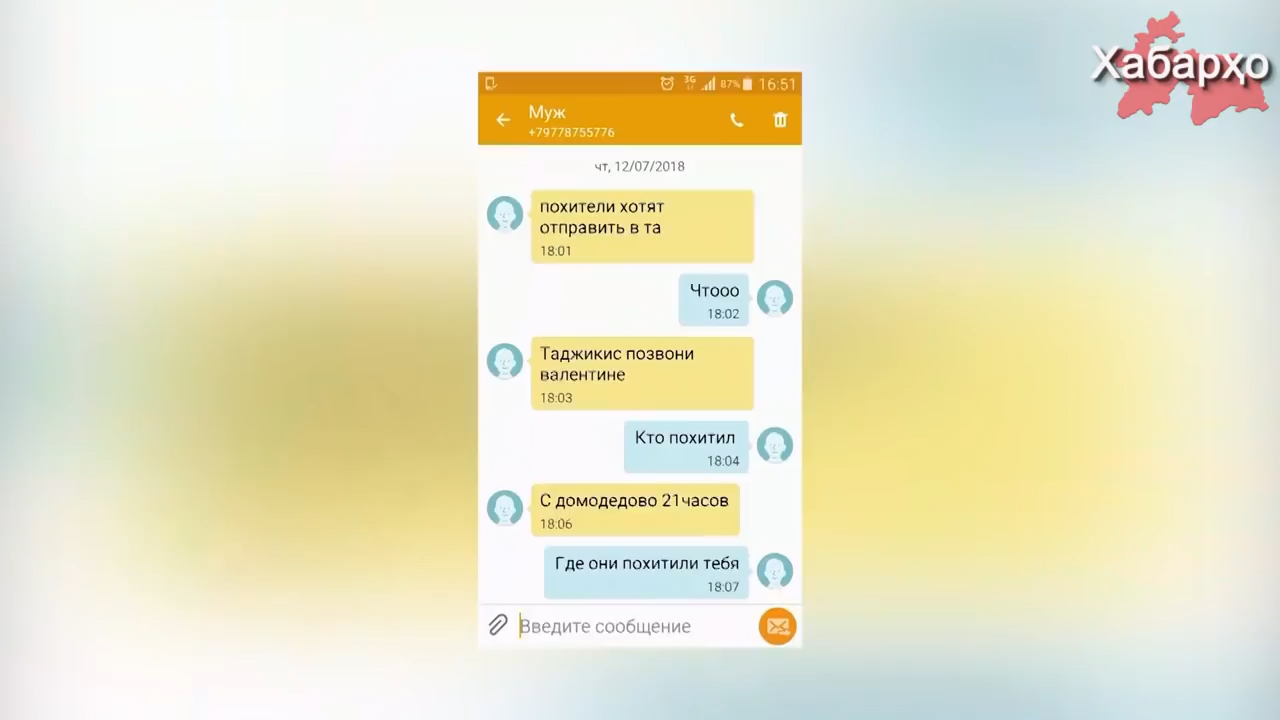 Хабарҳо
3G 87% 16:51
Муж
+79778755776
чт, 12/07/2018
похители хотят
отправить в та
18:01
Чтооо
18:02
Таджикис позвони
валентине
18:03
Кто похитил
18:04
С домодедово 21часов
18:06
Где они похитили тебя
18:07
Введите сообщение